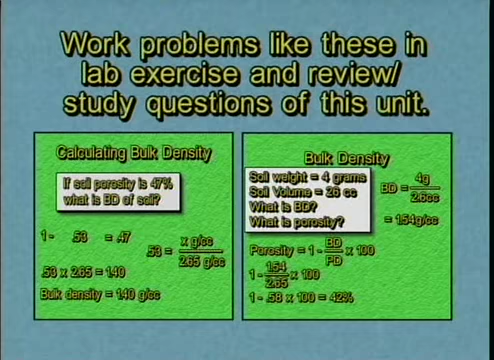 Work problems like these in
lab exercise and review/
study questions of this unit.
Calculating Bulk Density
If soil porosity is 47%
what is BD of soil?
1 - .53 = .47
.53 = x g/cc
2.65 g/cc
.53 x 2.65 = 1.40
Bulk density = 1.40 g/cc
Bulk Density
Soil weight = 4 grams
Soil Volume = 2.6 cc
What is BD?
What is porosity?
BD = 4g
2.6cc
= 1.54g/cc
Porosity = 1 - BD x 100
PD
1 - 1.54 x 100
2.65
1 - .58 x 100 = 42%